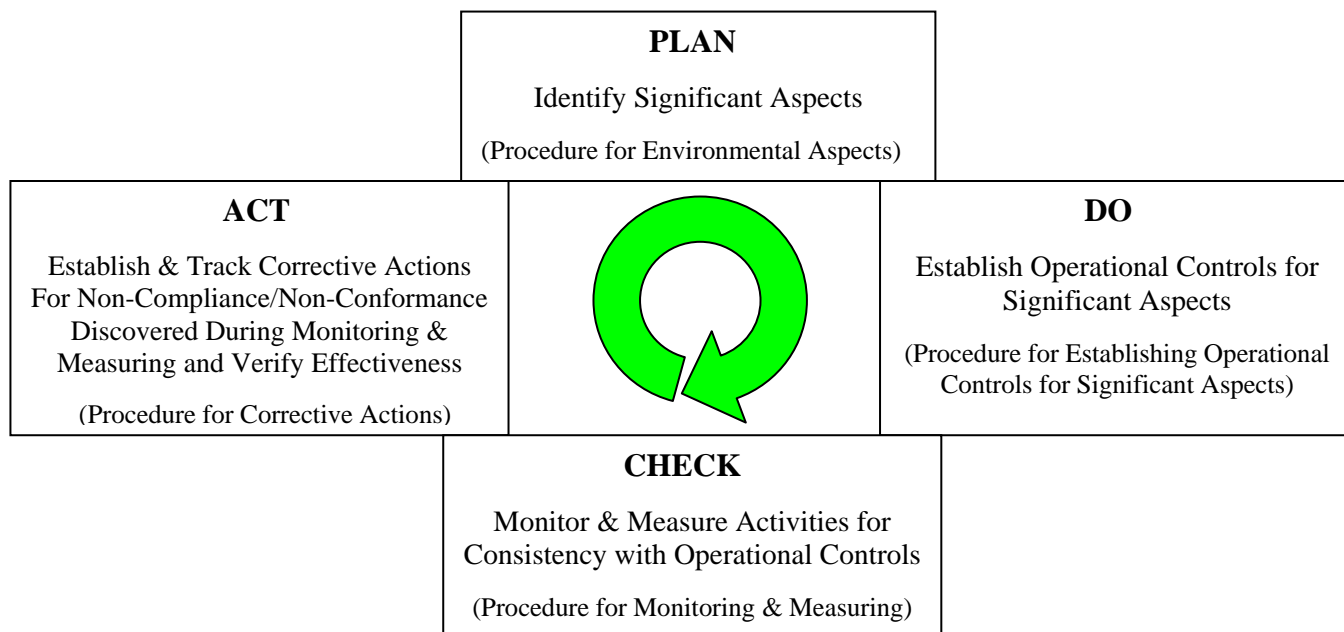 PLAN
Identify Significant Aspects
(Procedure for Environmental Aspects)
ACT
Establish & Track Corrective Actions
For Non-Compliance/Non-Conformance
Discovered During Monitoring &
Measuring and Verify Effectiveness
(Procedure for Corrective Actions)
DO
Establish Operational Controls for
Significant Aspects
(Procedure for Establishing Operational
Controls for Significant Aspects)
CHECK
Monitor & Measure Activities for
Consistency with Operational Controls
(Procedure for Monitoring & Measuring)